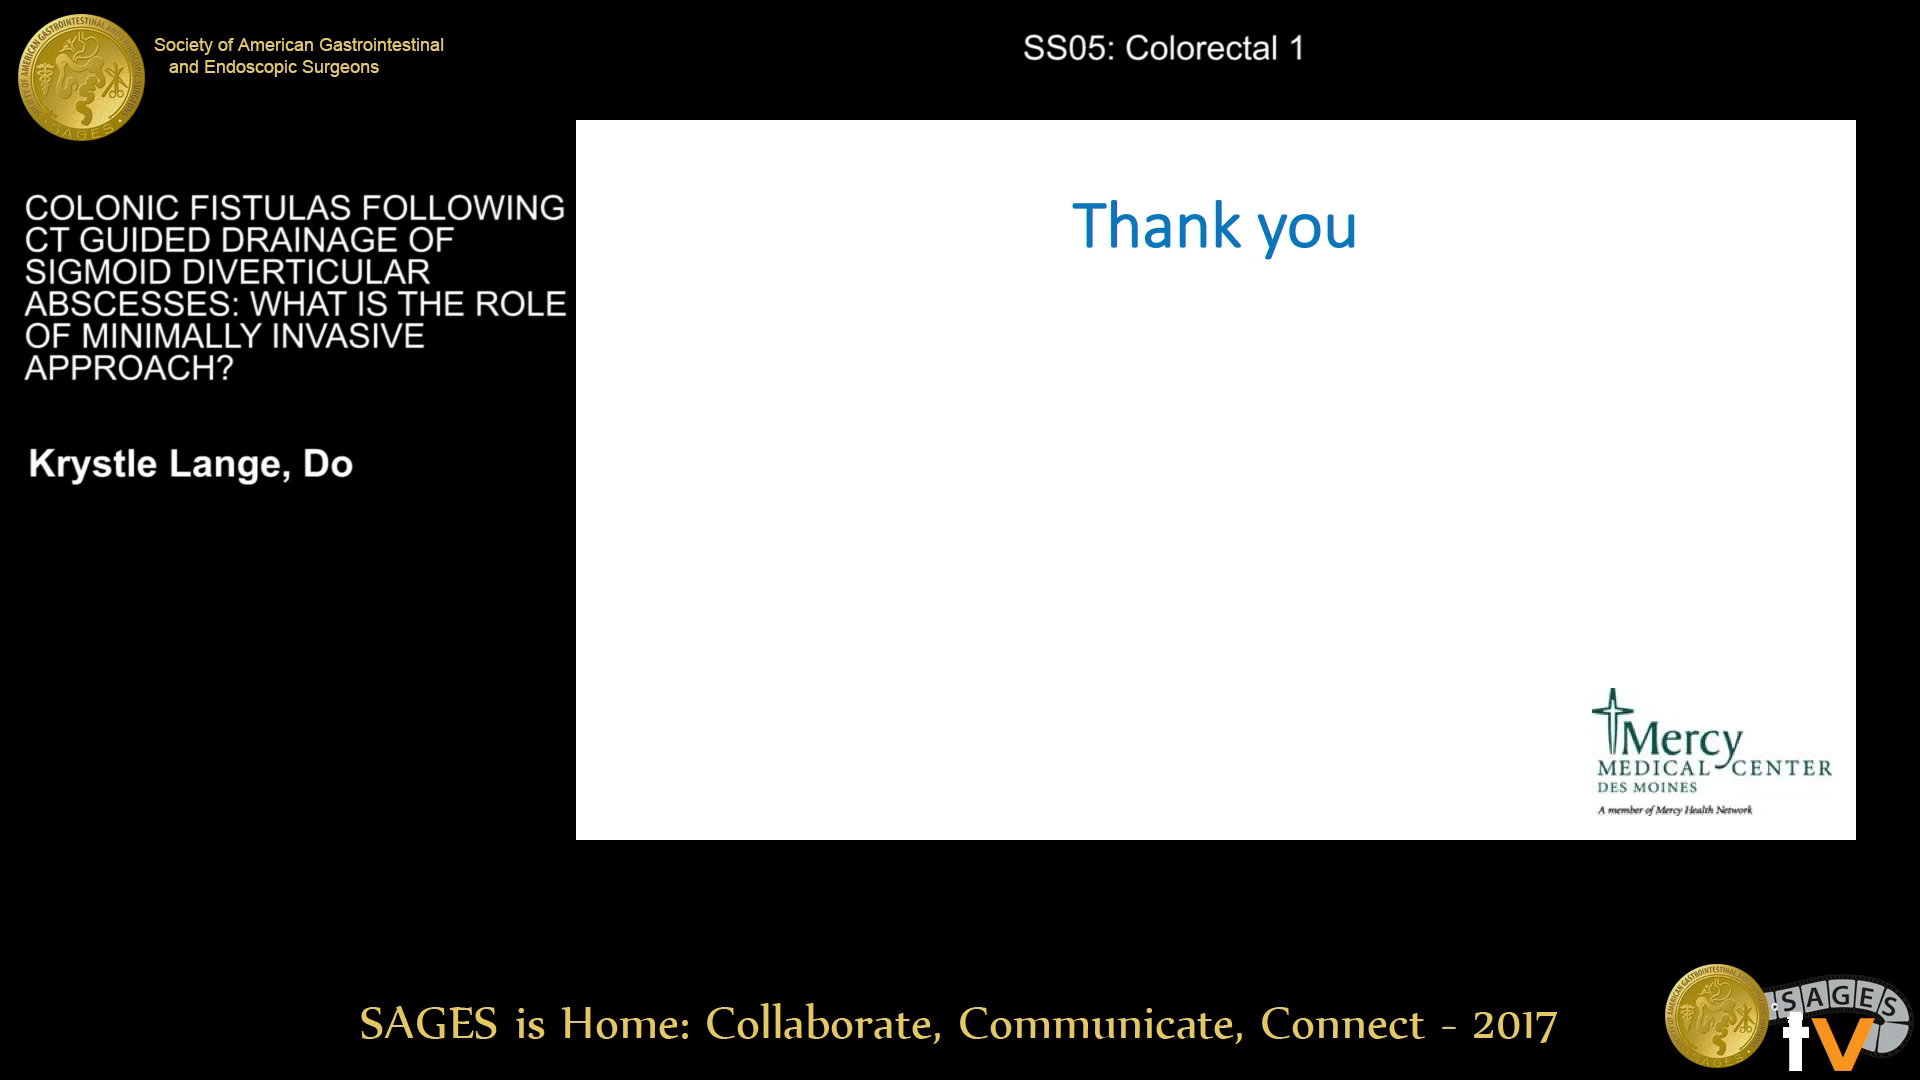 Society of American Gastrointestinal
and Endoscopic Surgeons
SS05: Colorectal 1
COLONIC FISTULAS FOLLOWING
CT GUIDED DRAINAGE OF
SIGMOID DIVERTICULAR
ABSCESSES: WHAT IS THE ROLE
OF MINIMALLY INVASIVE
APPROACH?
Krystle Lange, Do
Thank you
Mercy
MEDICAL CENTER
DES MOINES
A member of Mercy Health Network
SAGES is Home: Collaborate, Communicate, Connect - 2017
SAGES
tv
SAGES